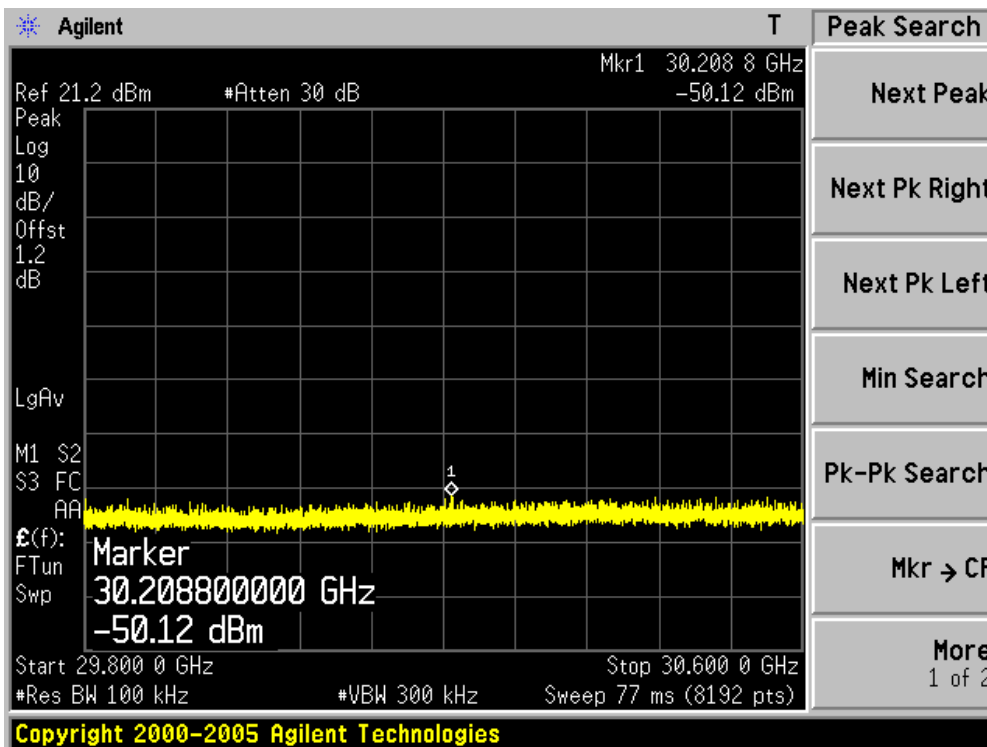 Agilent T
Peak Search
Mkr1 30.208 8 GHz
Ref 21.2 dBm #Atten 30 dB -50.12 dBm
Peak
Log
10
dB/
Offst
1.2
dB
LgAv
M1 S2
S3 FC
AA
£(f):
FTun
Swp
1
Marker
30.208800000 GHz
-50.12 dBm
Start 29.800 0 GHz Stop 30.600 0 GHz
#Res BW 100 kHz #VBW 300 kHz Sweep 77 ms (8192 pts)
Next Peak
Next Pk Right
Next Pk Left
Min Search
Pk-Pk Search
Mkr → CF
More
1 of 2
Copyright 2000-2005 Agilent Technologies